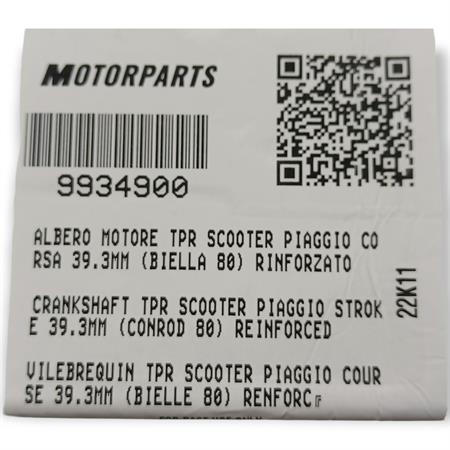 MOTORPARTS
9934900
ALBERO MOTORE TPR SCOOTER PIAGGIO CO
RSA 39.3MM (BIELLA 80) RINFORZATO
CRANKSHAFT TPR SCOOTER PIAGGIO STROK
E 39.3MM (CONROD 80) REINFORCED
VILEBREQUIN TPR SCOOTER PIAGGIO COUR
SE 39.3MM (BIELLE 80) RENFORC
22K11